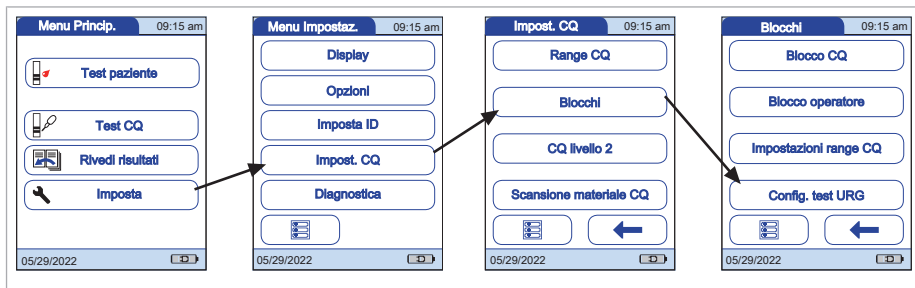 Menu Princip. 09:15 am
Test paziente
Test CQ
Rivedi risultati
Imposta
05/29/2022
Menu Impostaz. 09:15 am
Display
Opzioni
Imposta ID
Impost. CQ
Diagnostica
05/29/2022
Impost. CQ 09:15 am
Range CQ
Blocchi
CQ livello 2
Scansione materiale CQ
05/29/2022
Blocchi 09:15 am
Blocco CQ
Blocco operatore
Impostazioni range CQ
Config. test URG
05/29/2022